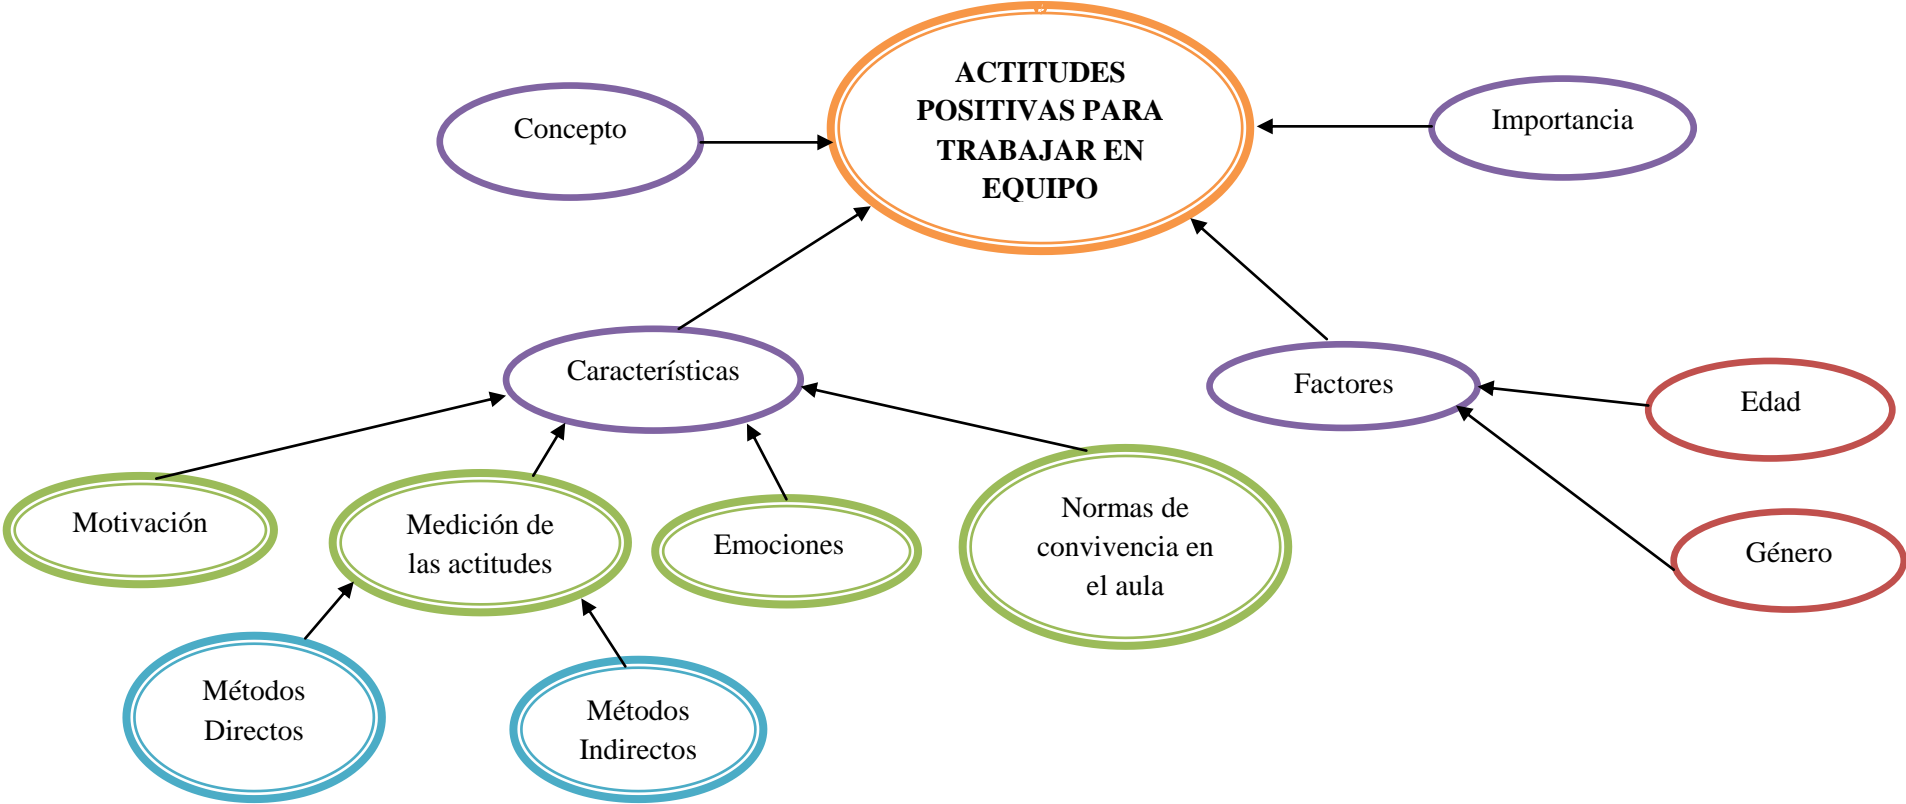 ACTITUDES
POSITIVAS PARA
TRABAJAR EN
EQUIPO
Concepto
Importancia
Características
Factores
Edad
Género
Motivación
Medición de
las actitudes
Emociones
Normas de
convivencia en
el aula
Métodos
Directos
Métodos
Indirectos